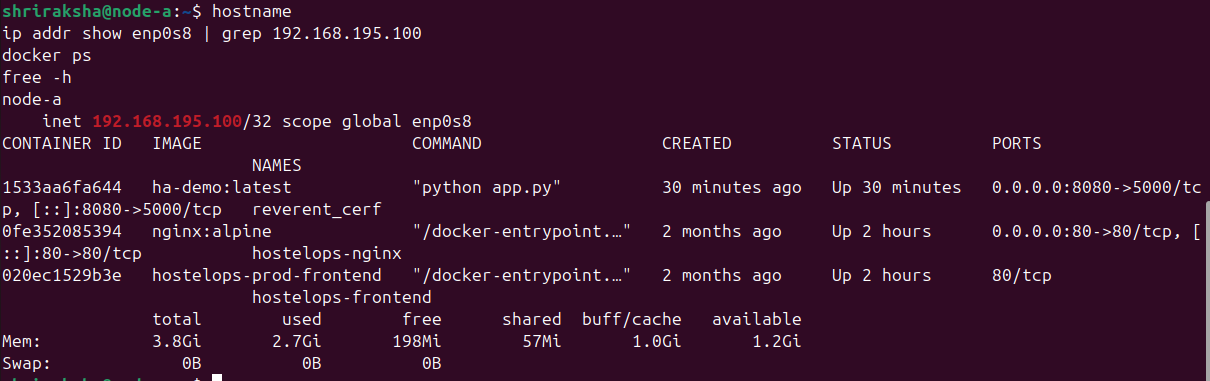 shriraksha@node-a:~$ hostname
ip addr show enp0s8 | grep 192.168.195.100
docker ps
free -h
node-a
    inet 192.168.195.100/32 scope global enp0s8
CONTAINER ID   IMAGE                     COMMAND                  CREATED          STATUS          PORTS
                         NAMES
1533aa6fa644   ha-demo:latest            "python app.py"          30 minutes ago   Up 30 minutes   0.0.0.0:8080->5000/tc
p, [::]:8080->5000/tcp   reverent_cerf
0fe352085394   nginx:alpine              "/docker-entrypoint.…"   2 months ago     Up 2 hours      0.0.0.0:80->80/tcp, [
::]:80->80/tcp           hostelops-nginx
020ec1529b3e   hostelops-prod-frontend   "/docker-entrypoint.…"   2 months ago     Up 2 hours      80/tcp
                         hostelops-frontend
               total        used        free      shared  buff/cache   available
Mem:           3.8Gi       2.7Gi       198Mi        57Mi       1.0Gi       1.2Gi
Swap:             0B          0B          0B